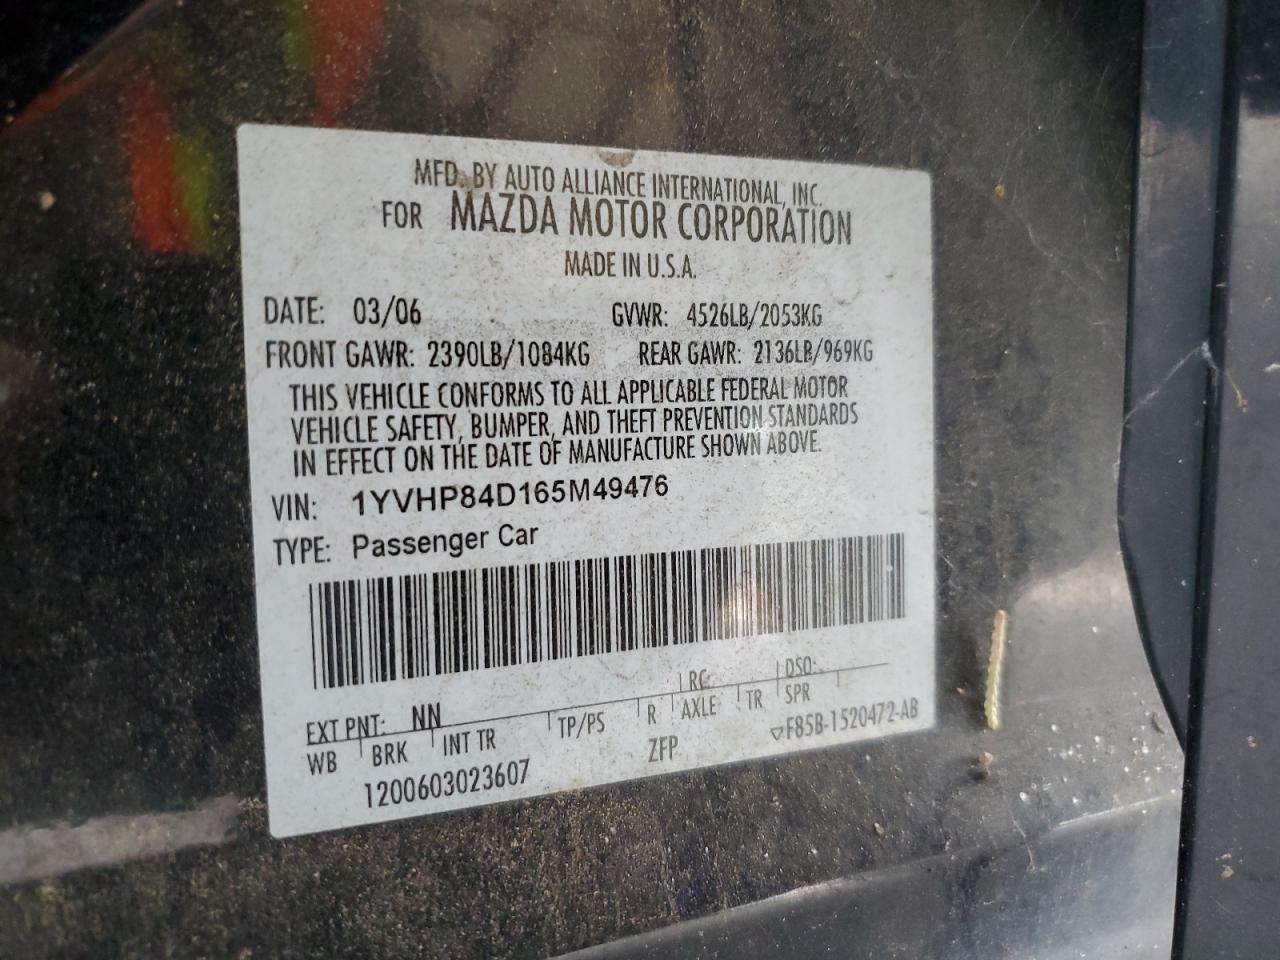 MFD. BY AUTO ALLIANCE INTERNATIONAL, INC.
FOR MAZDA MOTOR CORPORATION
MADE IN U.S.A.
DATE: 03/06 GVWR: 4526LB/2053KG
FRONT GAWR: 2390LB/1084KG REAR GAWR: 2136LB/969KG
THIS VEHICLE CONFORMS TO ALL APPLICABLE FEDERAL MOTOR
VEHICLE SAFETY, BUMPER, AND THEFT PREVENTION STANDARDS
IN EFFECT ON THE DATE OF MANUFACTURE SHOWN ABOVE.
VIN: 1YVHP84D165M49476
TYPE: Passenger Car
EXT PNT: NN RC: DSO:
WB BRK INT TR TP/PS R AXLE TR SPR
ZFP ▽F85B-1520472-AB
1200603023607